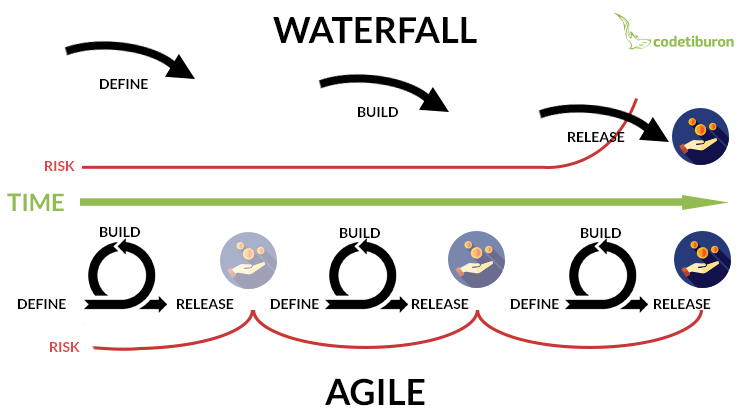 WATERFALL
codetiburon
DEFINE
BUILD
RELEASE
RISK
TIME
BUILD
BUILD
BUILD
DEFINE
RELEASE
DEFINE
RELEASE
DEFINE
RELEASE
RISK
AGILE